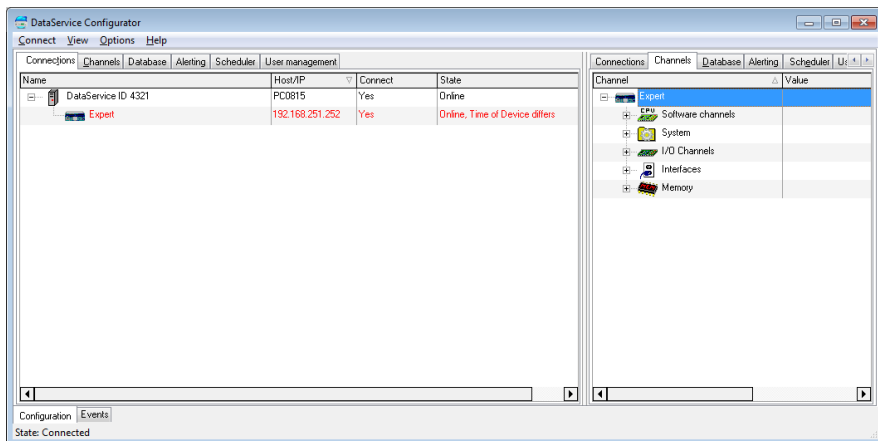 DataService Configurator
Connect View Options Help
Connections Channels Database Alerting Scheduler User management
Name Host/IP Connect State
DataService ID 4321 PC0815 Yes Online
Expert 192.168.251.252 Yes Online, Time of Device differs
Connections Channels Database Alerting Scheduler
Channel Value
Expert
CPU Software channels
System
I/O Channels
Interfaces
Memory
Configuration Events
State: Connected